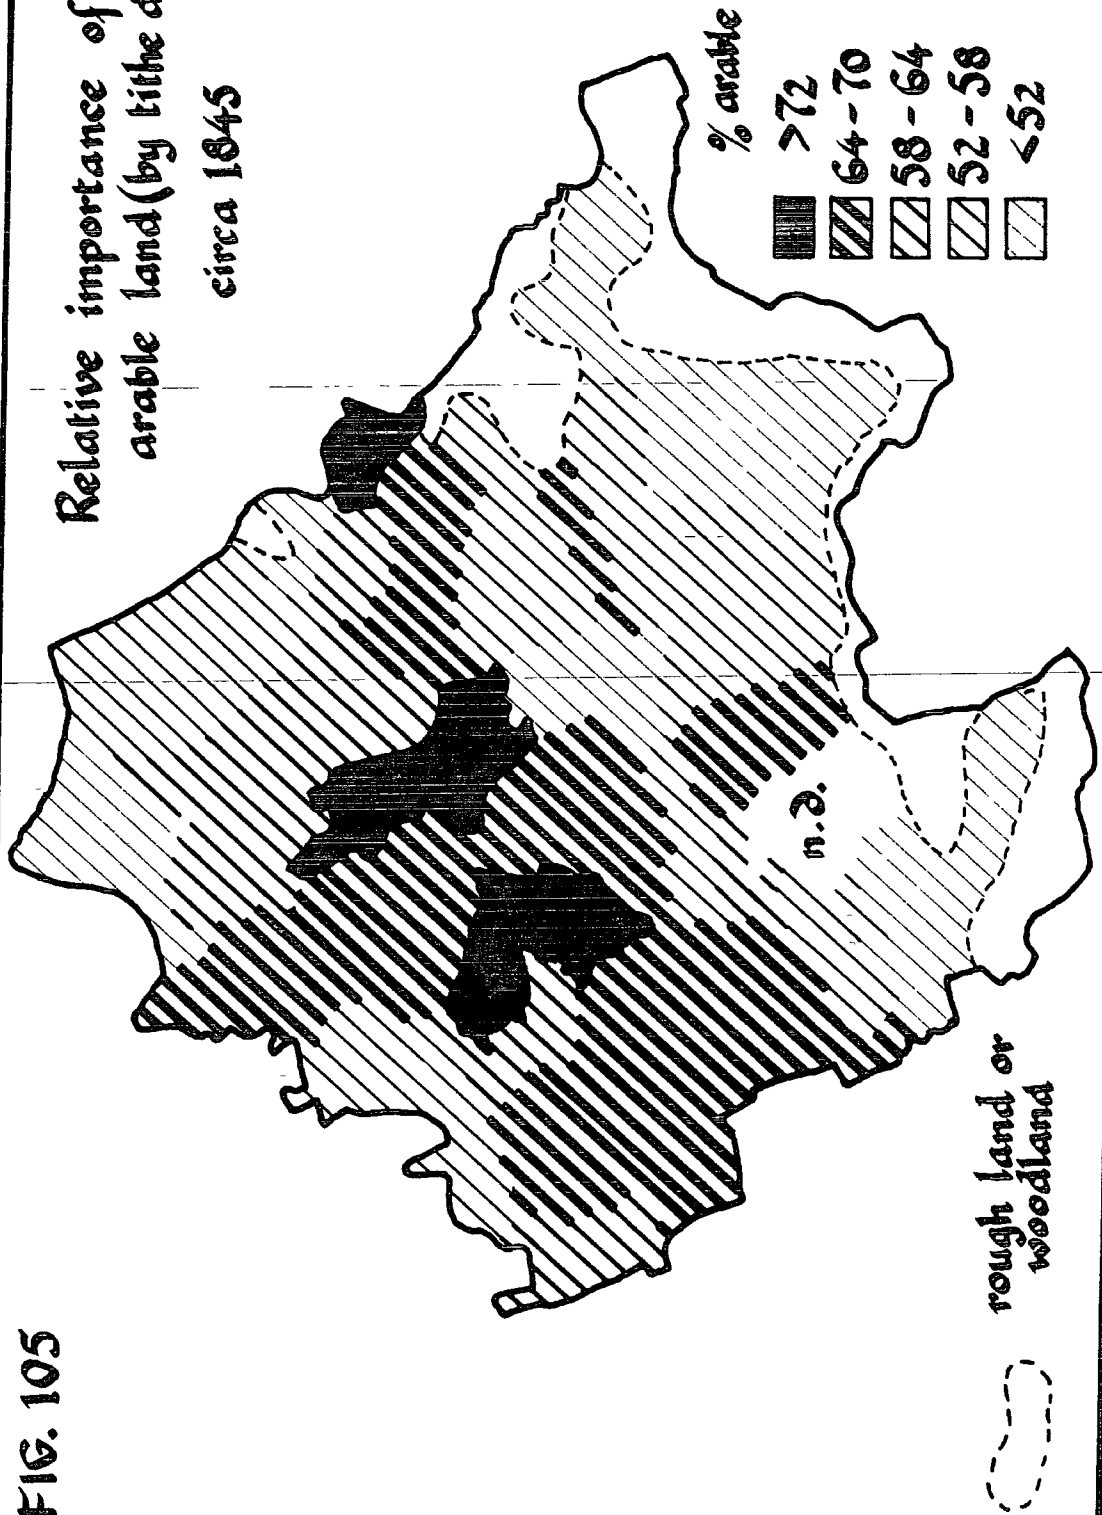 FIG. 105
Relative importance of
arable land (by tithe
circa 1845
% arable
>72
64-70
58-64
52-58
<52
n.d.
rough land or
woodland